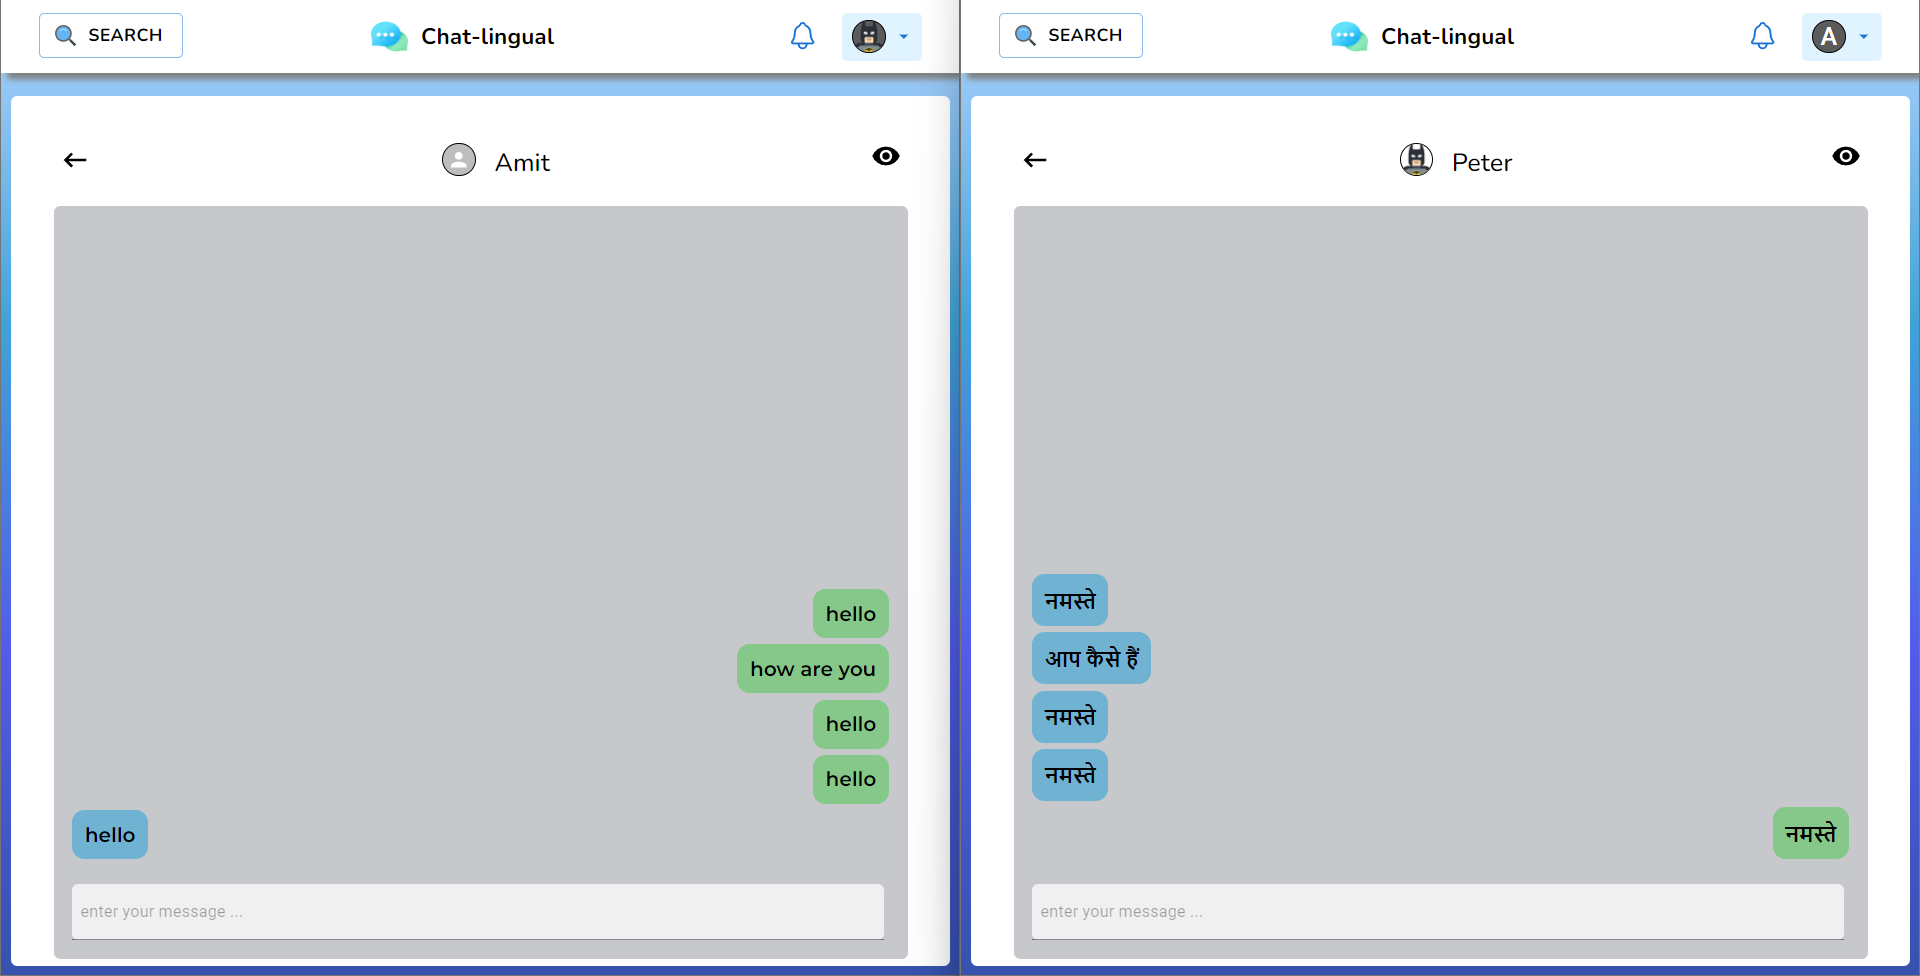 SEARCH
Chat-lingual
Amit
hello
how are you
hello
hello
hello
enter your message ...
SEARCH
Chat-lingual
A
Peter
नमस्ते
आप कैसे हैं
नमस्ते
नमस्ते
नमस्ते
enter your message ...